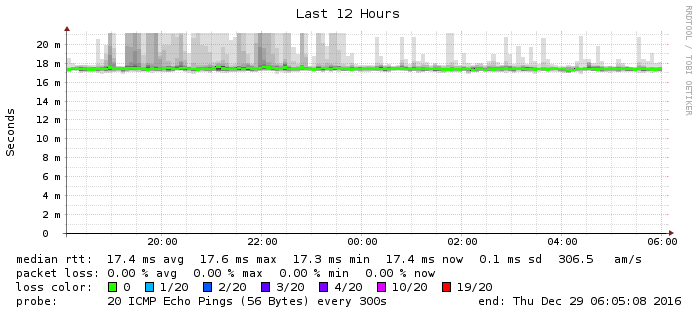 Last 12 Hours
RRDTOOL / TOBI OETIKER
Seconds
20 m
18 m
16 m
14 m
12 m
10 m
8 m
6 m
4 m
2 m
0
20:00 22:00 00:00 02:00 04:00 06:00
median rtt: 17.4 ms avg 17.6 ms max 17.3 ms min 17.4 ms now 0.1 ms sd 306.5 am/s
packet loss: 0.00 % avg 0.00 % max 0.00 % min 0.00 % now
loss color: 0 1/20 2/20 3/20 4/20 10/20 19/20
probe: 20 ICMP Echo Pings (56 Bytes) every 300s end: Thu Dec 29 06:05:08 2016